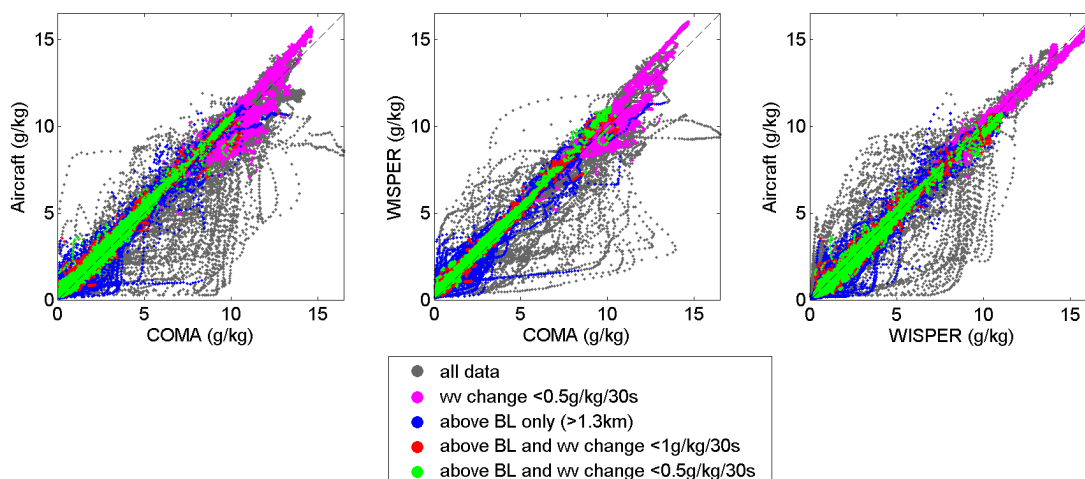 15
10
5
0
0
5
10
15
Aircraft (g/kg)
COMA (g/kg)
15
10
5
0
0
5
10
15
WISPER (g/kg)
COMA (g/kg)
15
10
5
0
0
5
10
15
Aircraft (g/kg)
WISPER (g/kg)
all data
wv change <0.5g/kg/30s
above BL only (>1.3km)
above BL and wv change <1g/kg/30s
above BL and wv change <0.5g/kg/30s